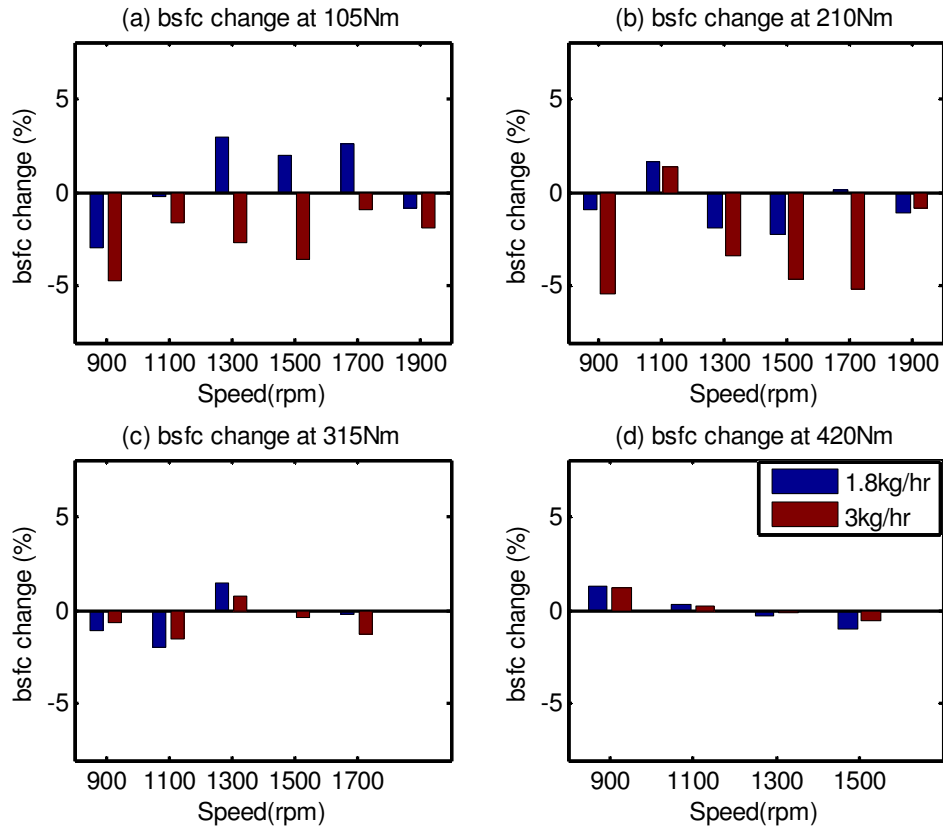 (a) bsfc change at 105Nm
bsfc change (%)
5
0
-5
900 1100 1300 1500 1700 1900
Speed(rpm)
(b) bsfc change at 210Nm
bsfc change (%)
5
0
-5
900 1100 1300 1500 1700 1900
Speed(rpm)
(c) bsfc change at 315Nm
bsfc change (%)
5
0
-5
900 1100 1300 1500 1700
Speed(rpm)
(d) bsfc change at 420Nm
bsfc change (%)
5
0
-5
1.8kg/hr
3kg/hr
900 1100 1300 1500
Speed(rpm)